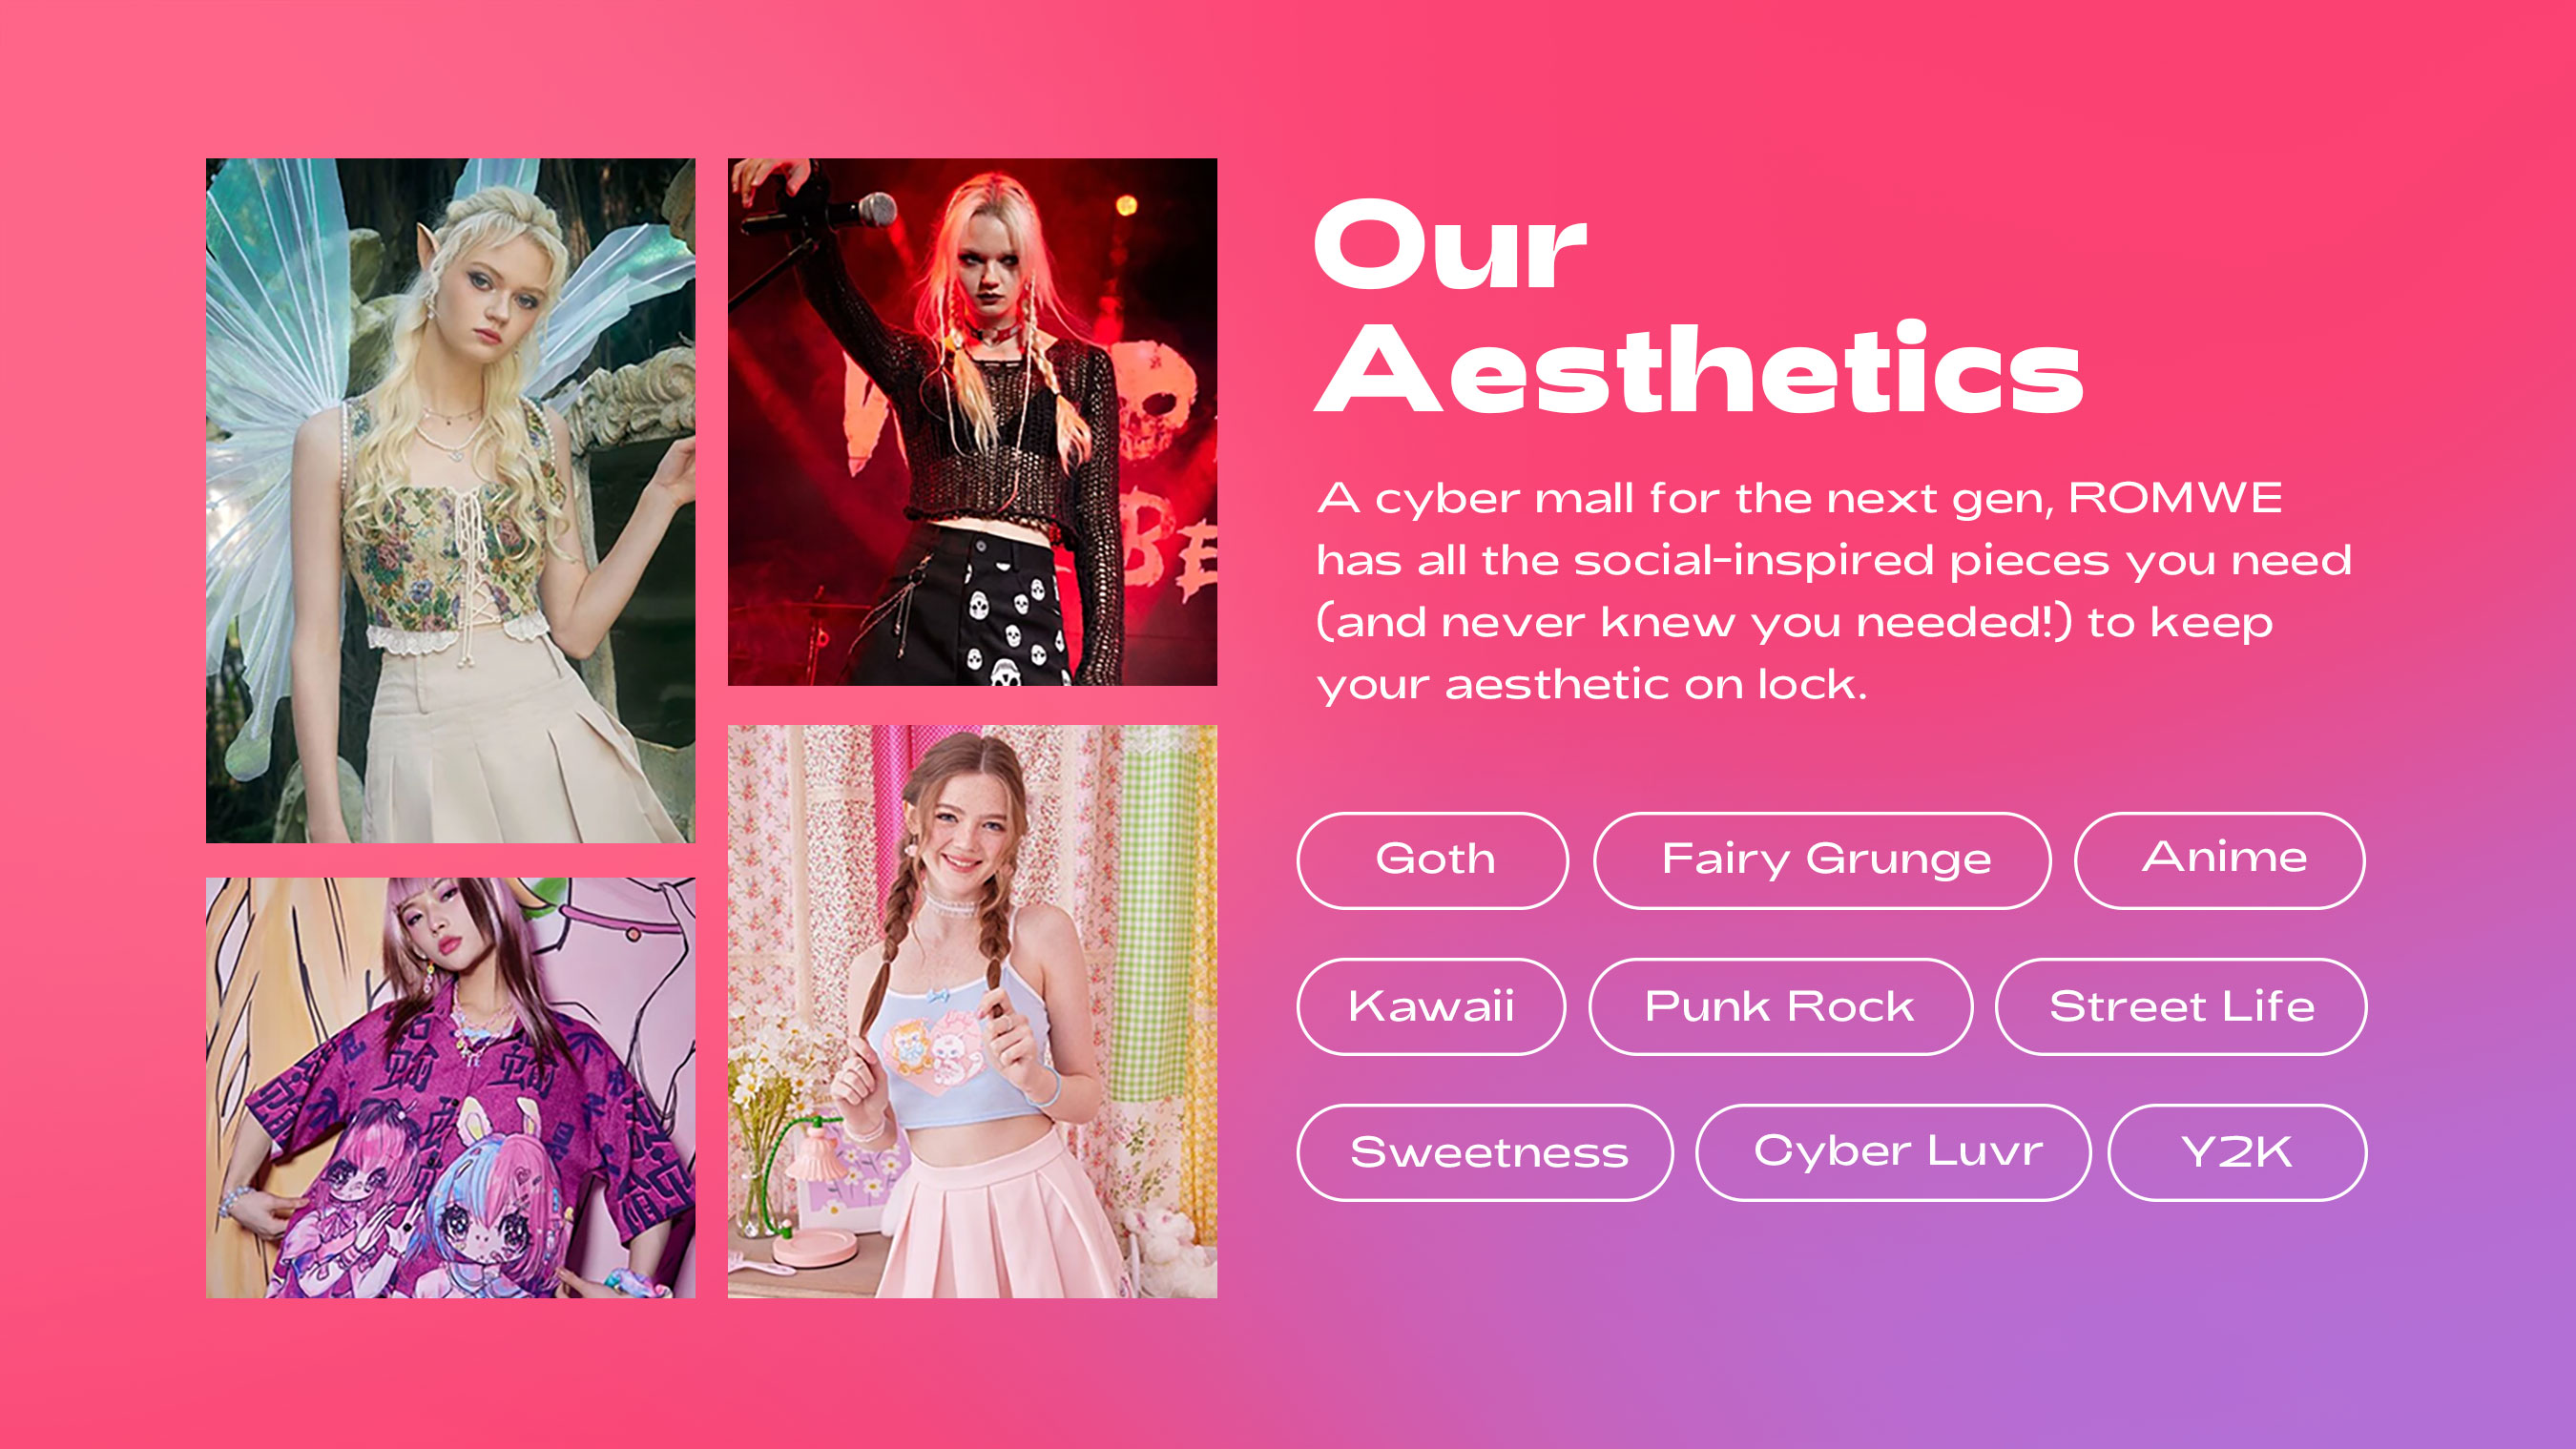 Our
Aesthetics
A cyber mall for the next gen, ROMWE
has all the social-inspired pieces you need
(and never knew you needed!) to keep
your aesthetic on lock.
Goth
Fairy Grunge
Anime
Kawaii
Punk Rock
Street Life
Sweetness
Cyber Luvr
Y2K